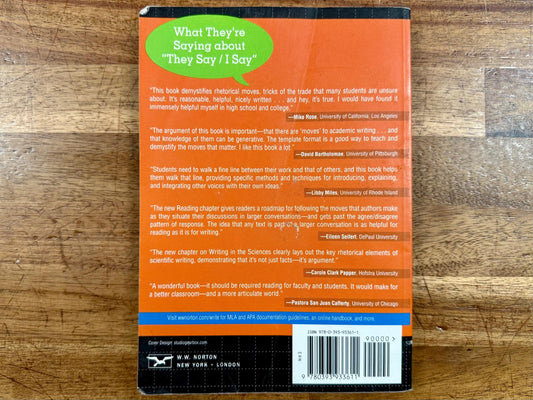 What They're
Saying about
"They Say / I Say"
"This book demystifies rhetorical moves, tricks of the trade that many students are unsure
about. It's reasonable, helpful, nicely written . . . and hey, it's true. I would have found it
immensely helpful myself in high school and college."
—Mike Rose, University of California, Los Angeles
"The argument of this book is important—that there are 'moves' to academic writing . . . and
that knowledge of them can be generative. The template format is a good way to teach and
demystify the moves that matter. I like this book a lot."
—David Bartholomae, University of Pittsburgh
"Students need to walk a fine line between their work and that of others, and this book helps
them walk that line, providing specific methods and techniques for introducing, explaining,
and integrating other voices with their own ideas."
—Libby Miles, University of Rhode Island
"The new Reading chapter gives readers a roadmap for following the moves that authors make
as they situate their discussions in larger conversations—and gets past the agree/disagree
pattern of response. The idea that any text is part of a larger conversation is as helpful for
reading as it is for writing."
—Eileen Seifert, DePaul University
"The new chapter on Writing in the Sciences clearly lays out the key rhetorical elements of
scientific writing, demonstrating that it's not just facts—it's argument."
—Carole Clark Papper, Hofstra University
"A wonderful book—it should be required reading for faculty and students. It would make for
a better classroom—and a more articulate world."
—Pastora San Juan Cafferty, University of Chicago
Visit wwnorton.com/write for MLA and APA documentation guidelines, an online handbook, and more.
Cover Design: studiogearbox.com
W. W. NORTON
NEW YORK • LONDON
ISBN 978-0-393-93361-1
90000>
9 780393 933611